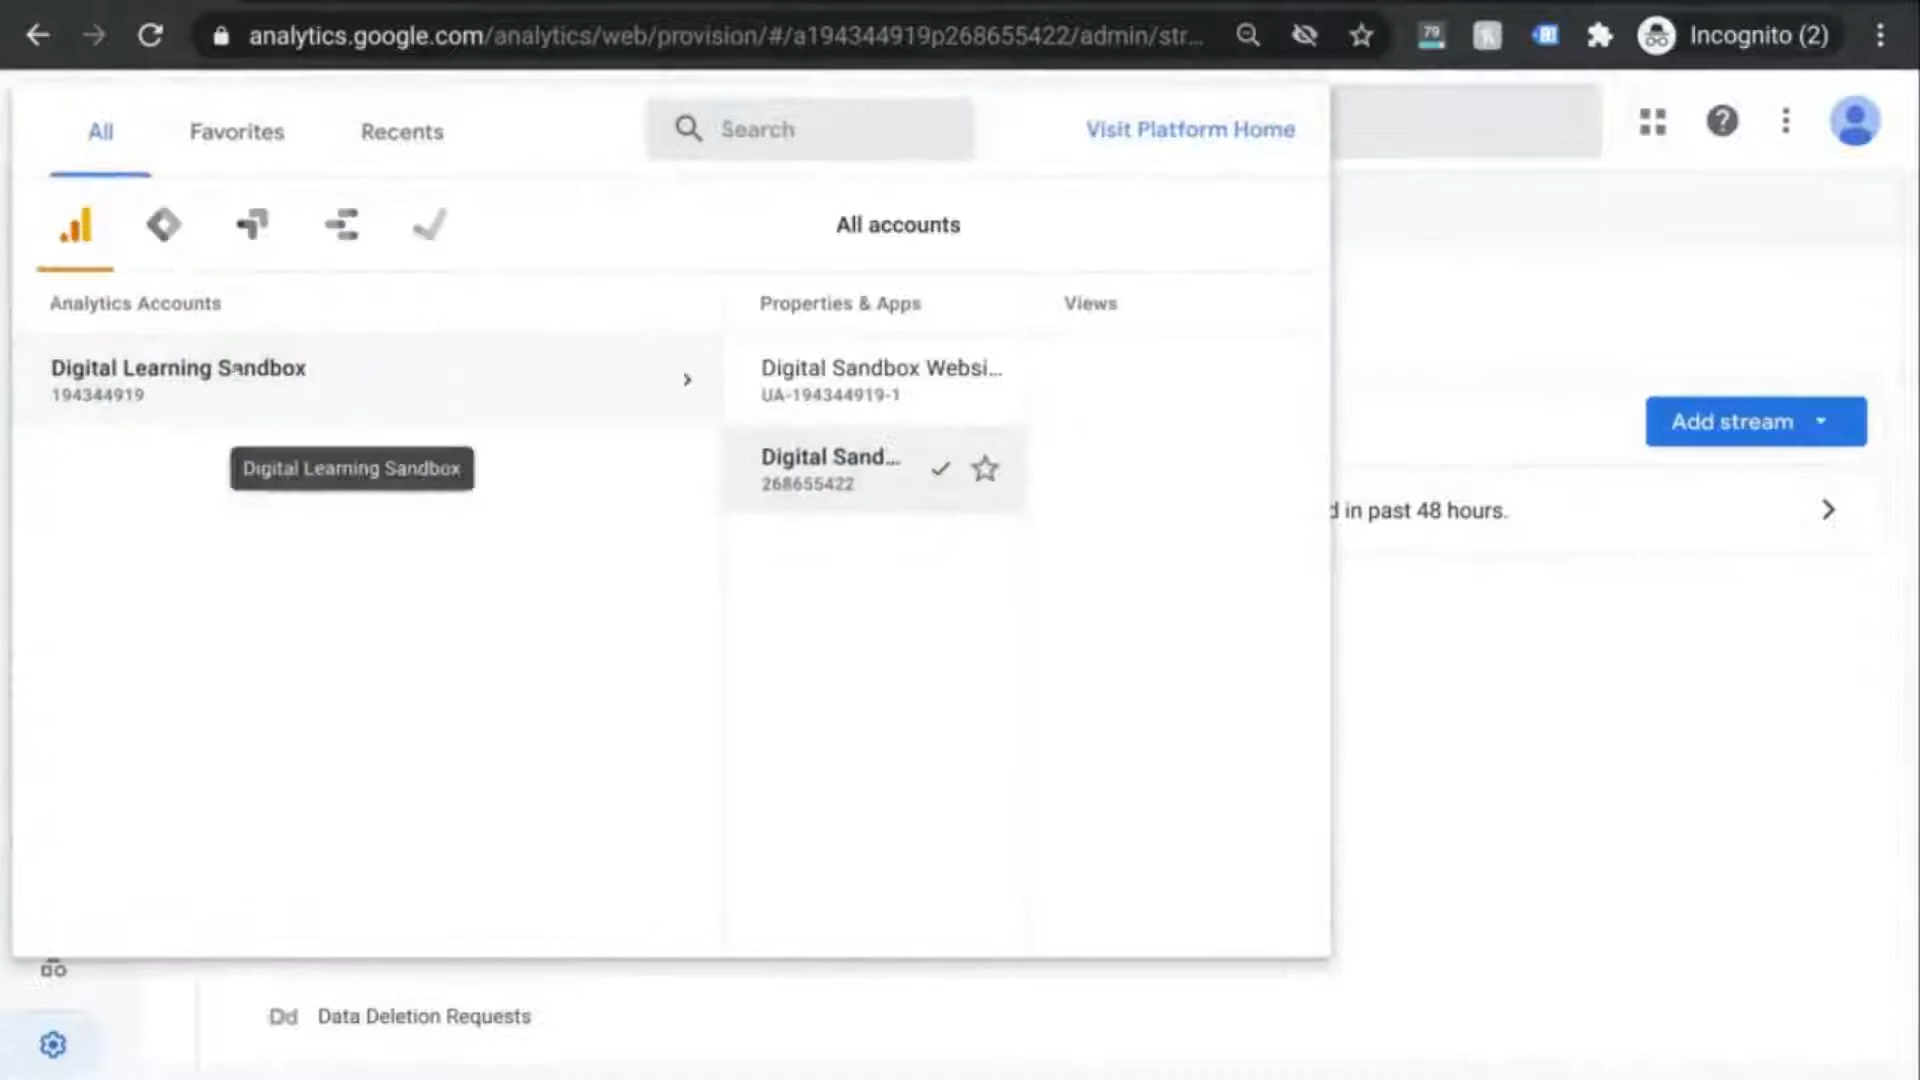 analytics.google.com/analytics/web/provision/#/a194344919p268655422/admin/str...
79
Incognito (2)
All
Favorites
Recents
Search
Visit Platform Home
All accounts
Analytics Accounts
Properties & Apps
Views
Digital Learning Sandbox
194344919
Digital Sandbox Websi...
UA-194344919-1
Digital Sand...
268655422
Digital Learning Sandbox
Add stream
d in past 48 hours.
Dd Data Deletion Requests